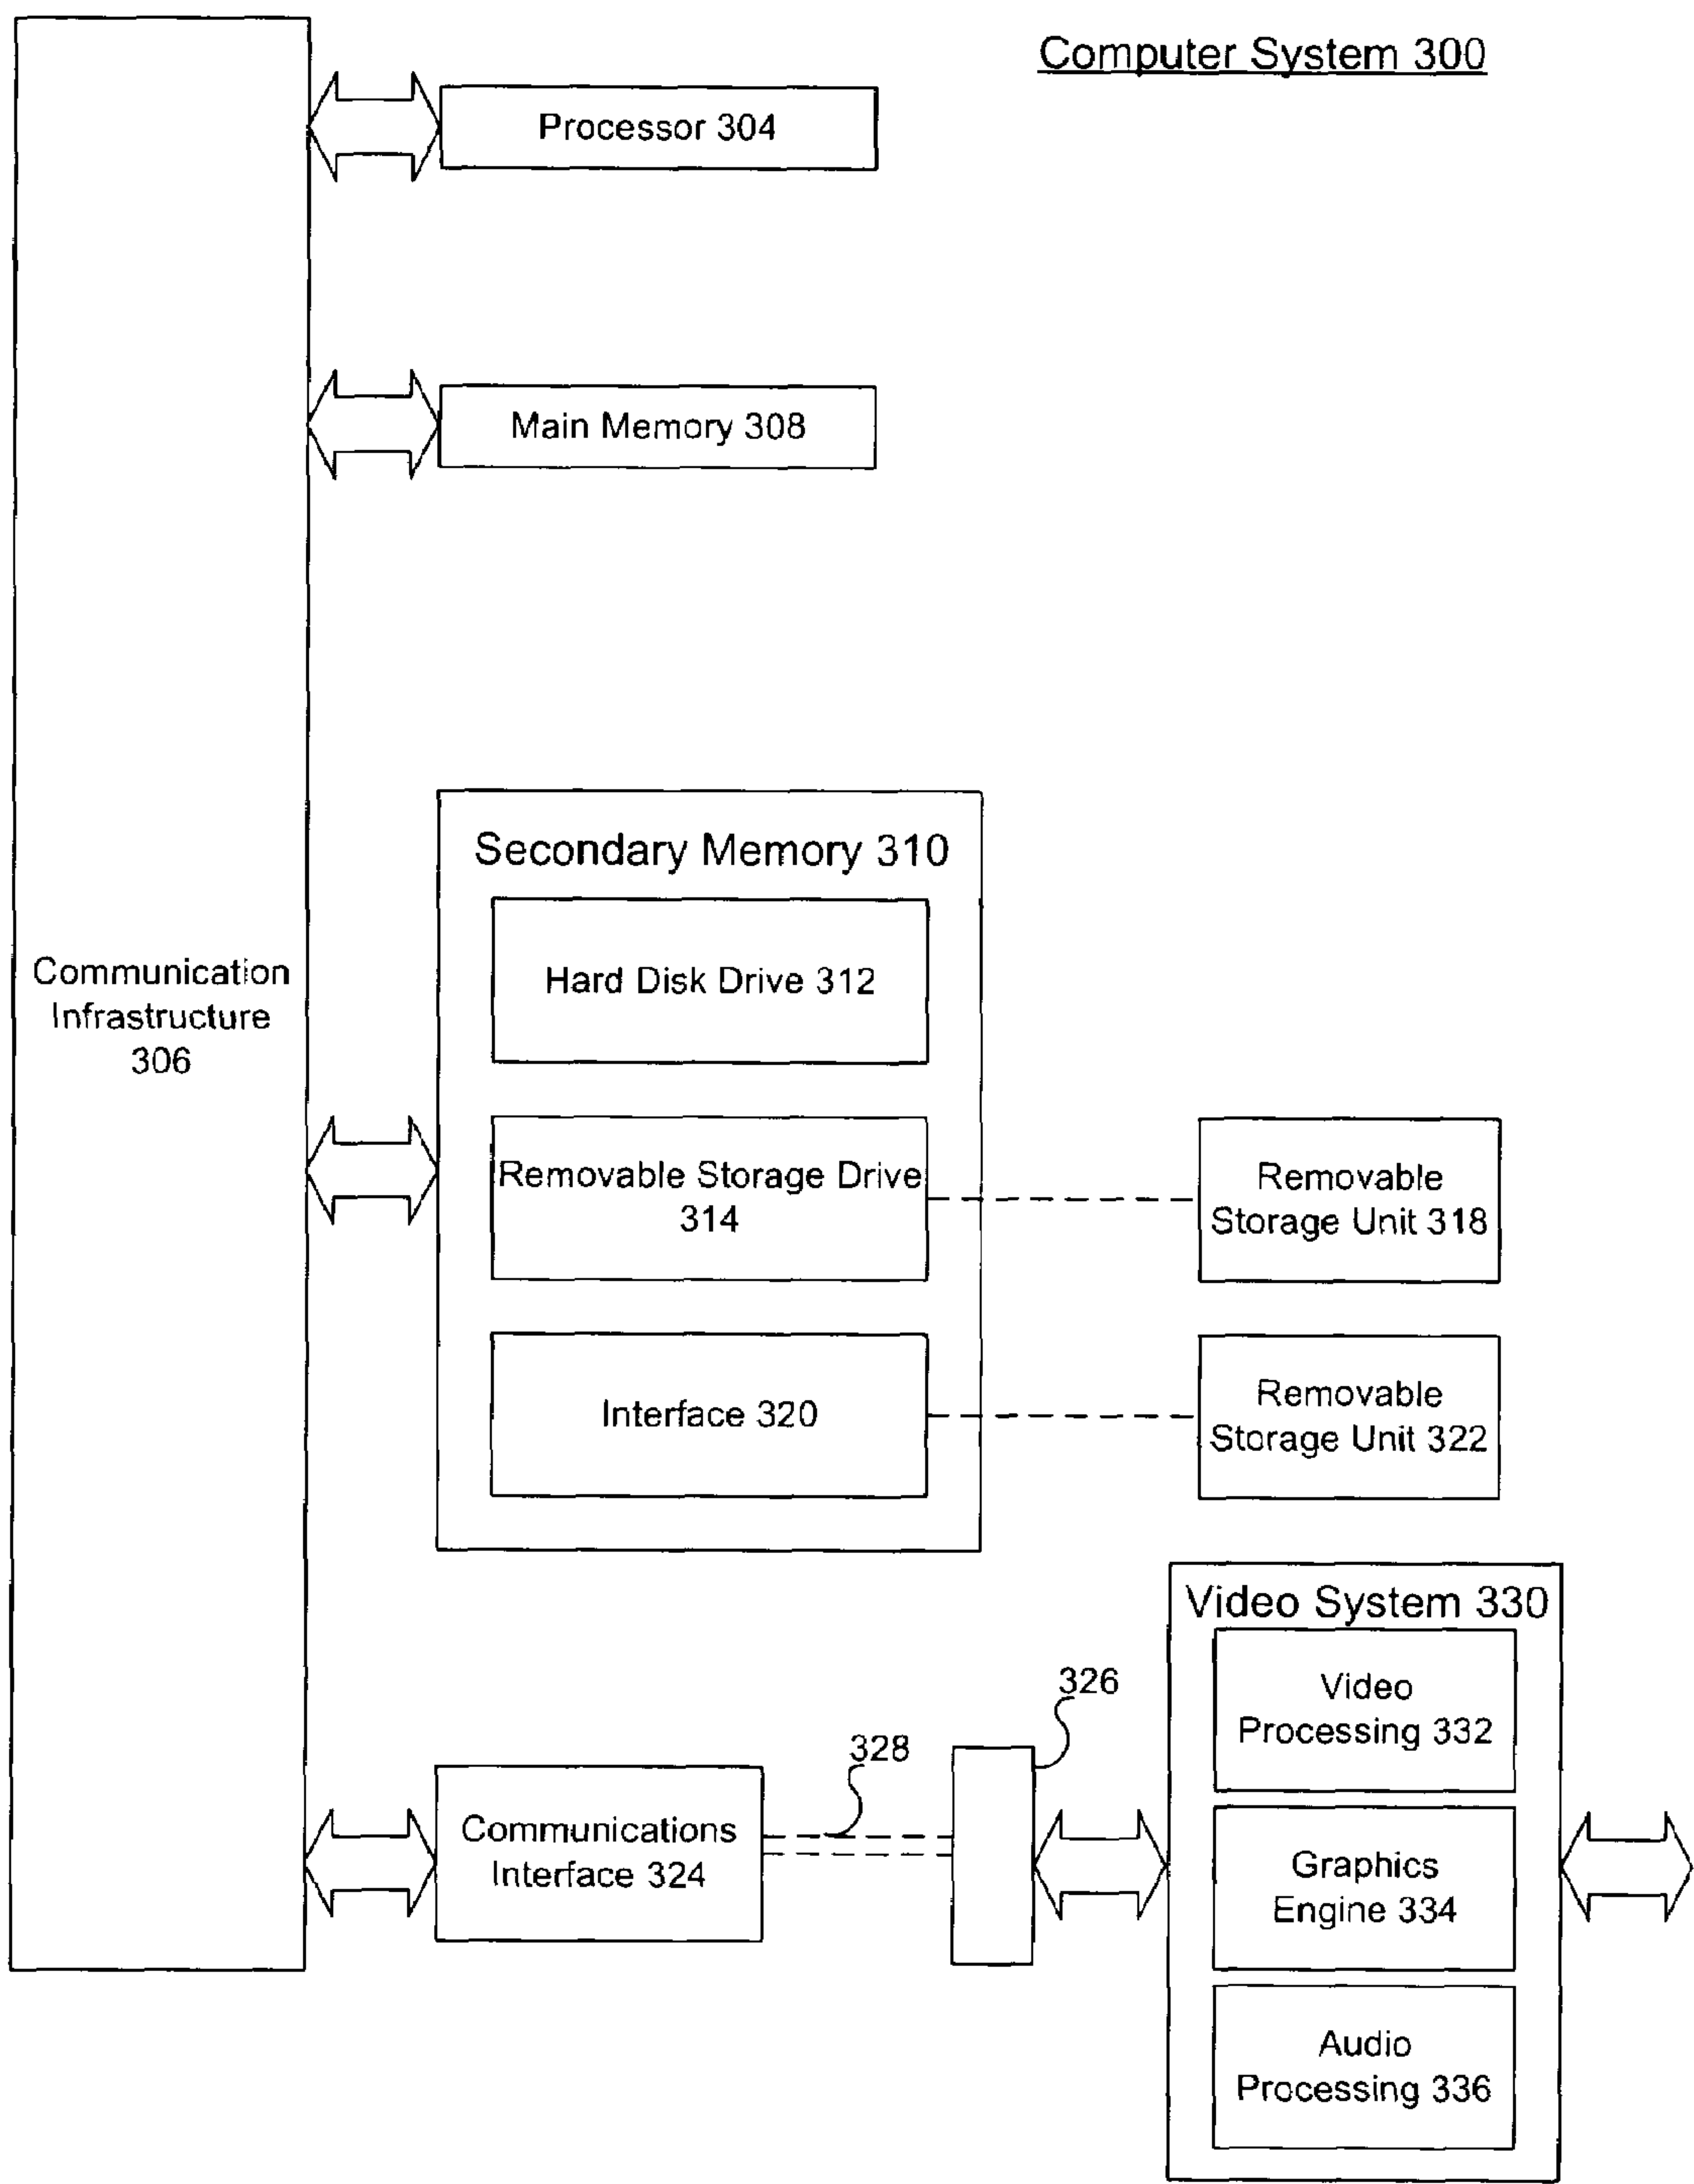 Computer System 300
Processor 304
Main Memory 308
Communication
Infrastructure
306
Secondary Memory 310
Hard Disk Drive 312
Removable Storage Drive
314
Removable
Storage Unit 318
Interface 320
Removable
Storage Unit 322
Video System 330
Video
Processing 332
326
328
Communications
Interface 324
Graphics
Engine 334
Audio
Processing 336